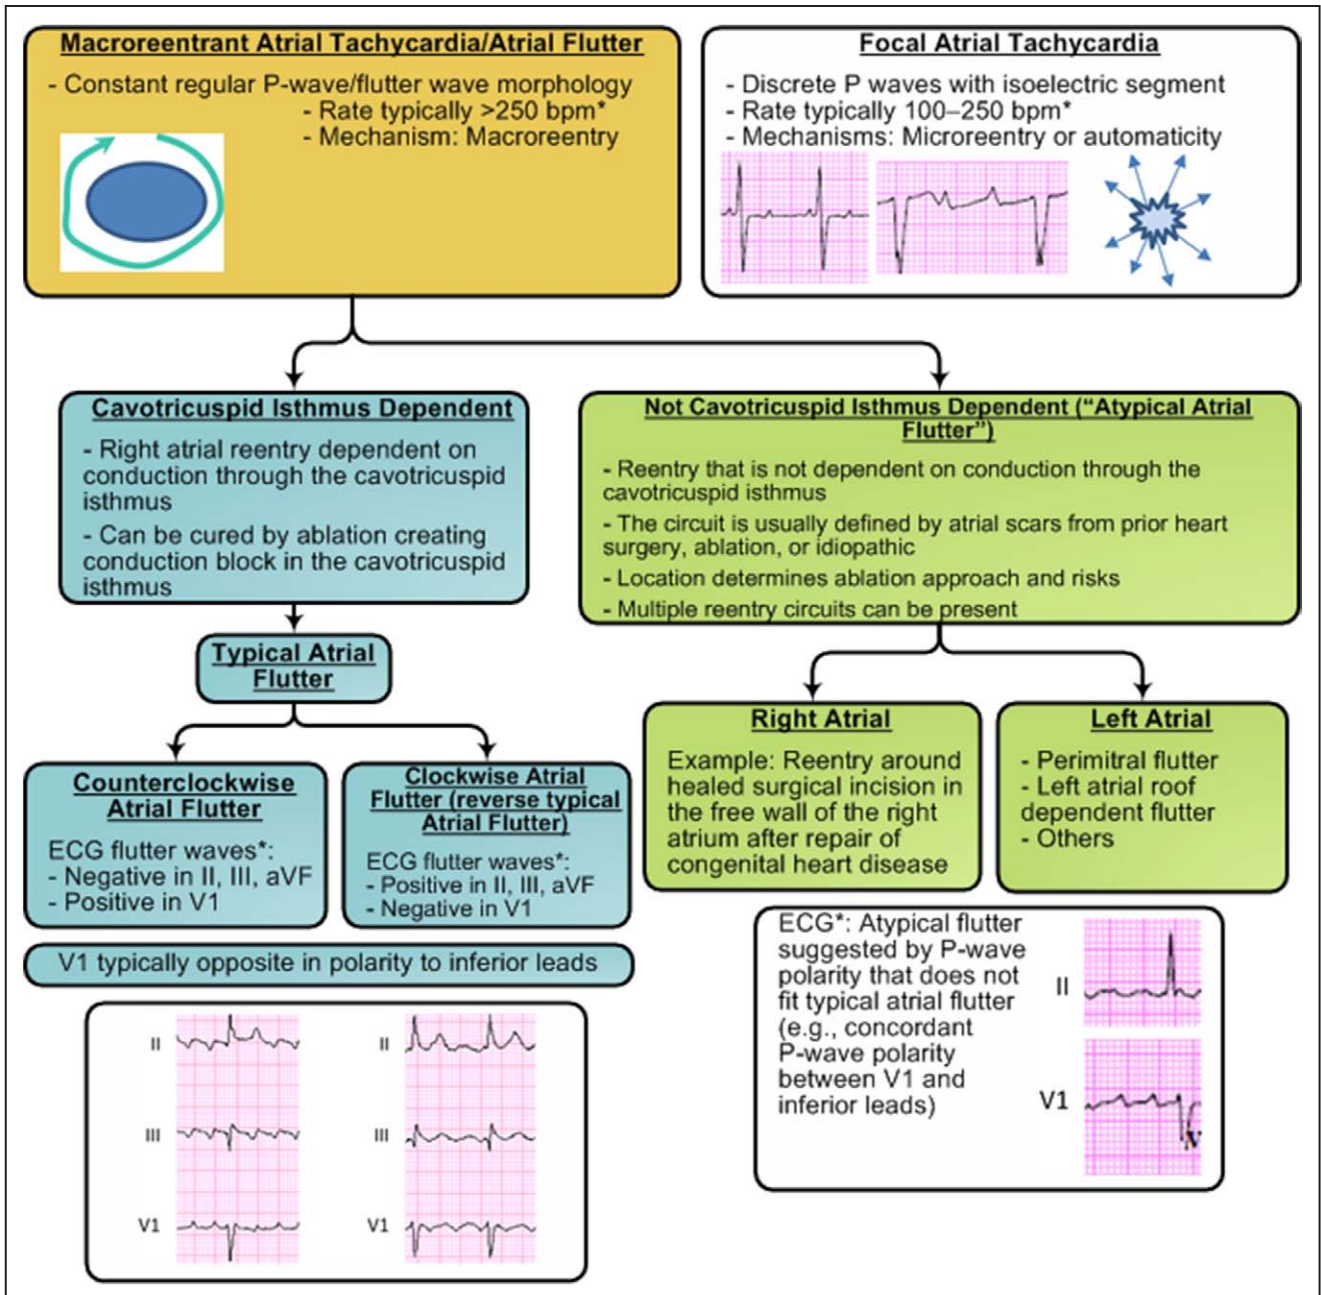 Macroreentrant Atrial Tachycardia/Atrial Flutter
- Constant regular P-wave/flutter wave morphology
- Rate typically >250 bpm*
- Mechanism: Macroreentry
Focal Atrial Tachycardia
- Discrete P waves with isoelectric segment
- Rate typically 100–250 bpm*
- Mechanisms: Microreentry or automaticity
Cavotricuspid Isthmus Dependent
- Right atrial reentry dependent on
conduction through the cavotricuspid
isthmus
- Can be cured by ablation creating
conduction block in the cavotricuspid
isthmus
Not Cavotricuspid Isthmus Dependent (“Atypical Atrial
Flutter”)
- Reentry that is not dependent on conduction through the
cavotricuspid isthmus
- The circuit is usually defined by atrial scars from prior heart
surgery, ablation, or idiopathic
- Location determines ablation approach and risks
- Multiple reentry circuits can be present
Typical Atrial
Flutter
Counterclockwise
Atrial Flutter
ECG flutter waves*:
- Negative in II, III, aVF
- Positive in V1
Clockwise Atrial
Flutter (reverse typical
Atrial Flutter)
ECG flutter waves*:
- Positive in II, III, aVF
- Negative in V1
V1 typically opposite in polarity to inferior leads
II
III
V1
II
III
V1
Right Atrial
Example: Reentry around
healed surgical incision in
the free wall of the right
atrium after repair of
congenital heart disease
Left Atrial
- Perimitral flutter
- Left atrial roof
dependent flutter
- Others
ECG*: Atypical flutter
suggested by P-wave
polarity that does not
fit typical atrial flutter
(e.g., concordant
P-wave polarity
between V1 and
inferior leads)
II
V1
V